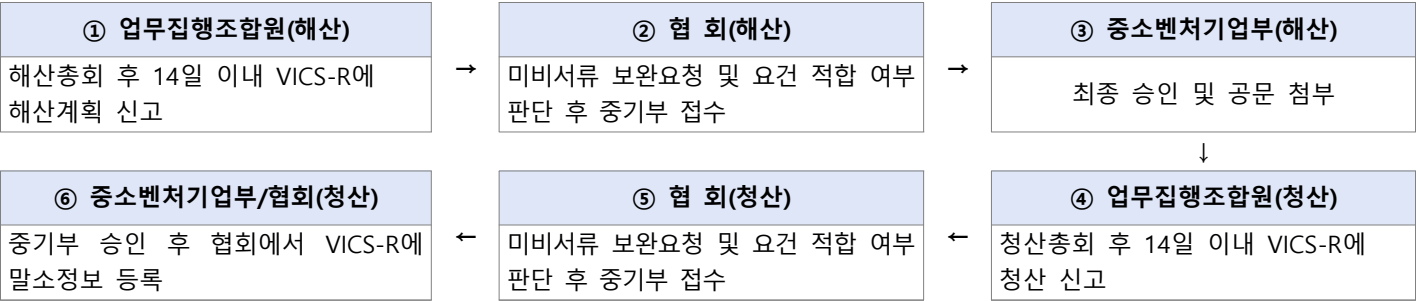 ① 업무집행조합원(해산)
해산총회 후 14일 이내 VICS-R에
해산계획 신고
→
② 협 회(해산)
미비서류 보완요청 및 요건 적합 여부
판단 후 중기부 접수
→
③ 중소벤처기업부(해산)
최종 승인 및 공문 첨부
↓
④ 업무집행조합원(청산)
청산총회 후 14일 이내 VICS-R에
청산 신고
←
⑤ 협 회(청산)
미비서류 보완요청 및 요건 적합 여부
판단 후 중기부 접수
←
⑥ 중소벤처기업부/협회(청산)
중기부 승인 후 협회에서 VICS-R에
말소정보 등록